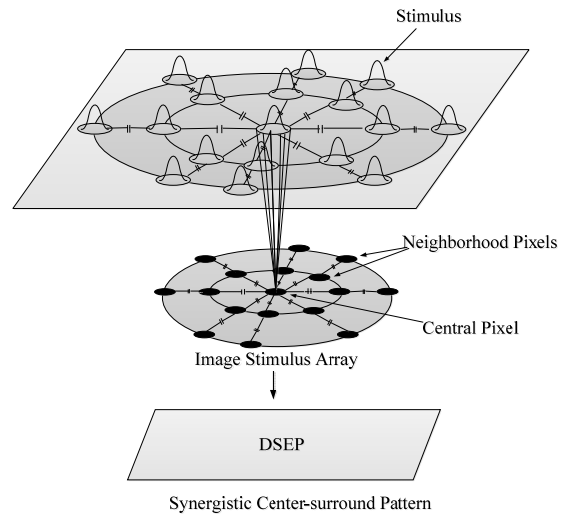 Stimulus
Neighborhood Pixels
Central Pixel
Image Stimulus Array
DSEP
Synergistic Center-surround Pattern